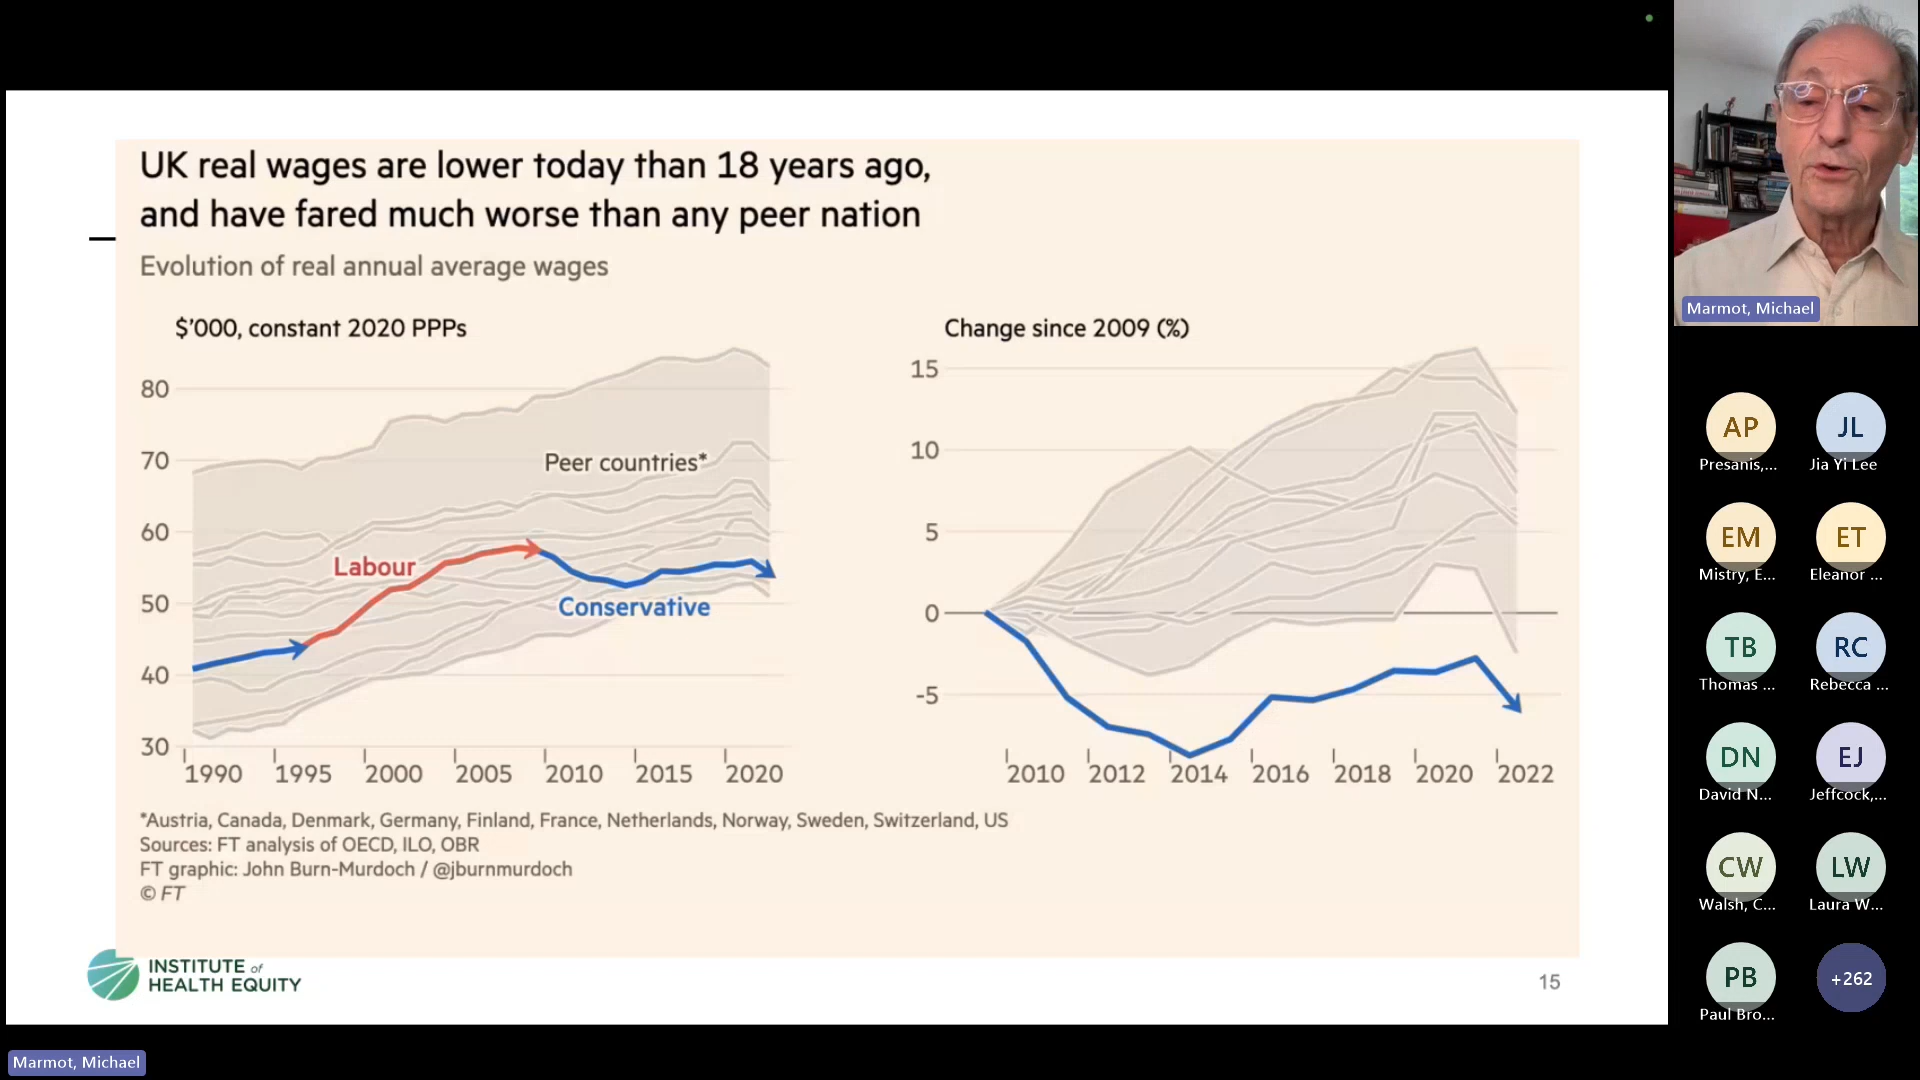 UK real wages are lower today than 18 years ago,
and have fared much worse than any peer nation
Evolution of real annual average wages
$'000, constant 2020 PPPs
80
70
60
50
40
30
Peer countries*
Labour
Conservative
1990 1995 2000 2005 2010 2015 2020
Change since 2009 (%)
15
10
5
0
-5
2010 2012 2014 2016 2018 2020 2022
*Austria, Canada, Denmark, Germany, Finland, France, Netherlands, Norway, Sweden, Switzerland, US
Sources: FT analysis of OECD, ILO, OBR
FT graphic: John Burn-Murdoch / @jburnmurdoch
© FT
INSTITUTE of
HEALTH EQUITY
15
Marmot, Michael
Marmot, Michael
AP JL
Presanis,... Jia Yi Lee
EM ET
Mistry, E... Eleanor ...
TB RC
Thomas ... Rebecca ...
DN EJ
David N... Jeffcock,...
CW LW
Walsh, C... Laura W...
PB +262
Paul Bro...